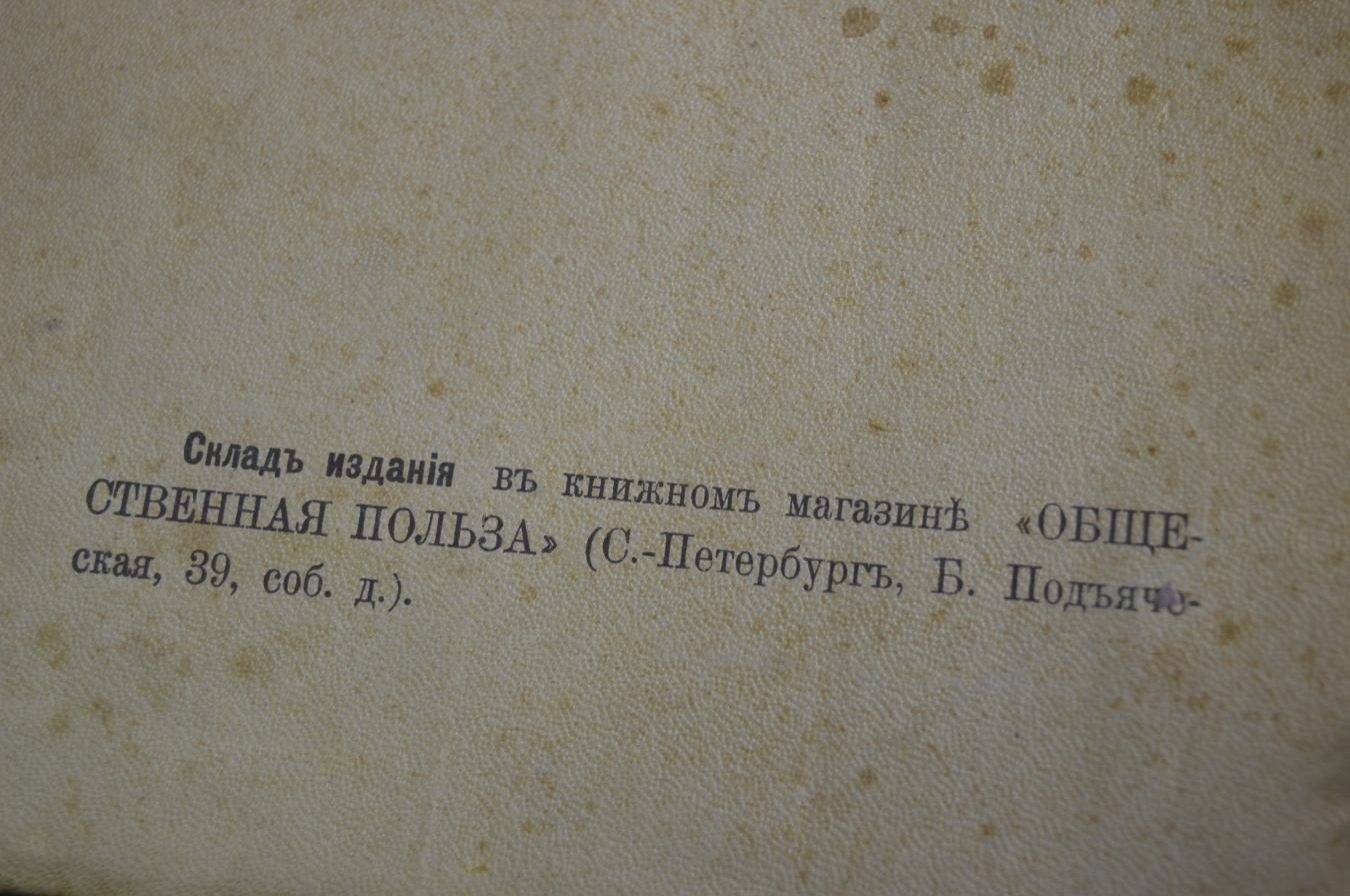 Складъ изданія въ книжномъ магазинѣ «ОБЩЕ-
СТВЕННАЯ ПОЛЬЗА» (С.-Петербургъ, Б. Подъяче-
ская, 39, соб. д.).